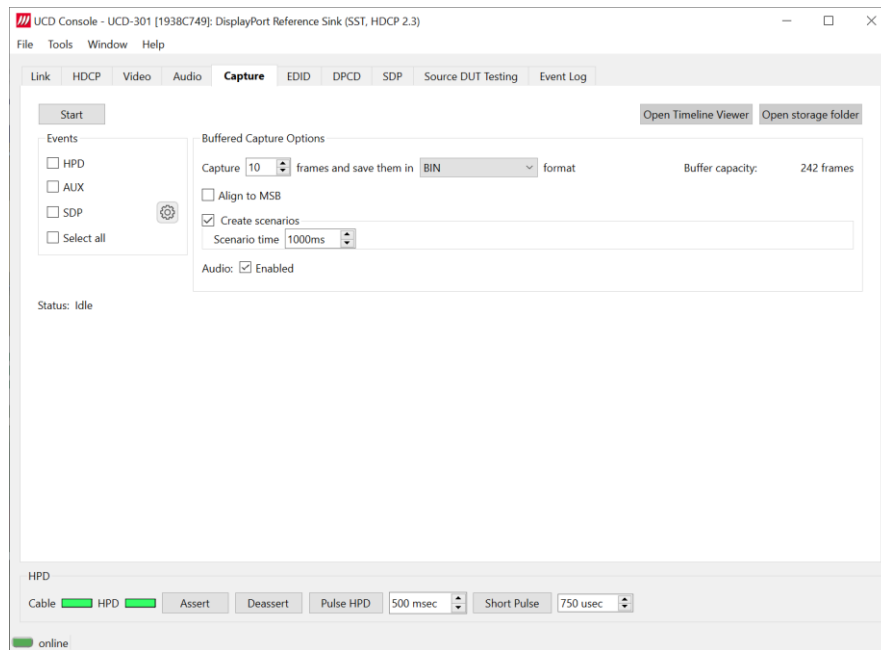 UCD Console - UCD-301 [1938C749]: DisplayPort Reference Sink (SST, HDCP 2.3)
File Tools Window Help
Link HDCP Video Audio Capture EDID DPCD SDP Source DUT Testing Event Log
Start Open Timeline Viewer Open storage folder
Events Buffered Capture Options
HPD Capture 10 frames and save them in BIN format Buffer capacity: 242 frames
AUX Align to MSB
SDP Create scenarios
Select all Scenario time 1000ms
Audio: Enabled
Status: Idle
HPD
Cable HPD Assert Deassert Pulse HPD 500 msec Short Pulse 750 usec
online